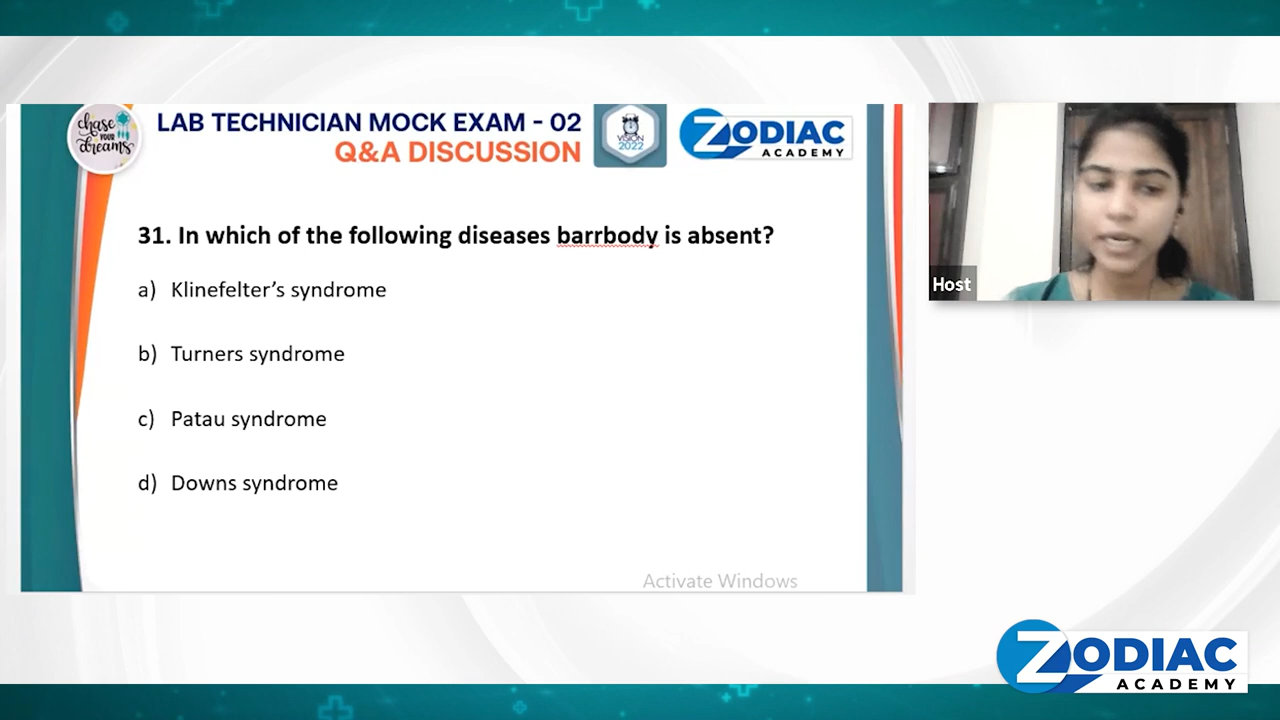 chase
YOUR
dreams
LAB TECHNICIAN MOCK EXAM - 02
Q&A DISCUSSION
VISION
2022
ZODIAC
ACADEMY
31. In which of the following diseases barrbody is absent?
a) Klinefelter’s syndrome
b) Turners syndrome
c) Patau syndrome
d) Downs syndrome
Activate Windows
Host
ZODIAC
ACADEMY